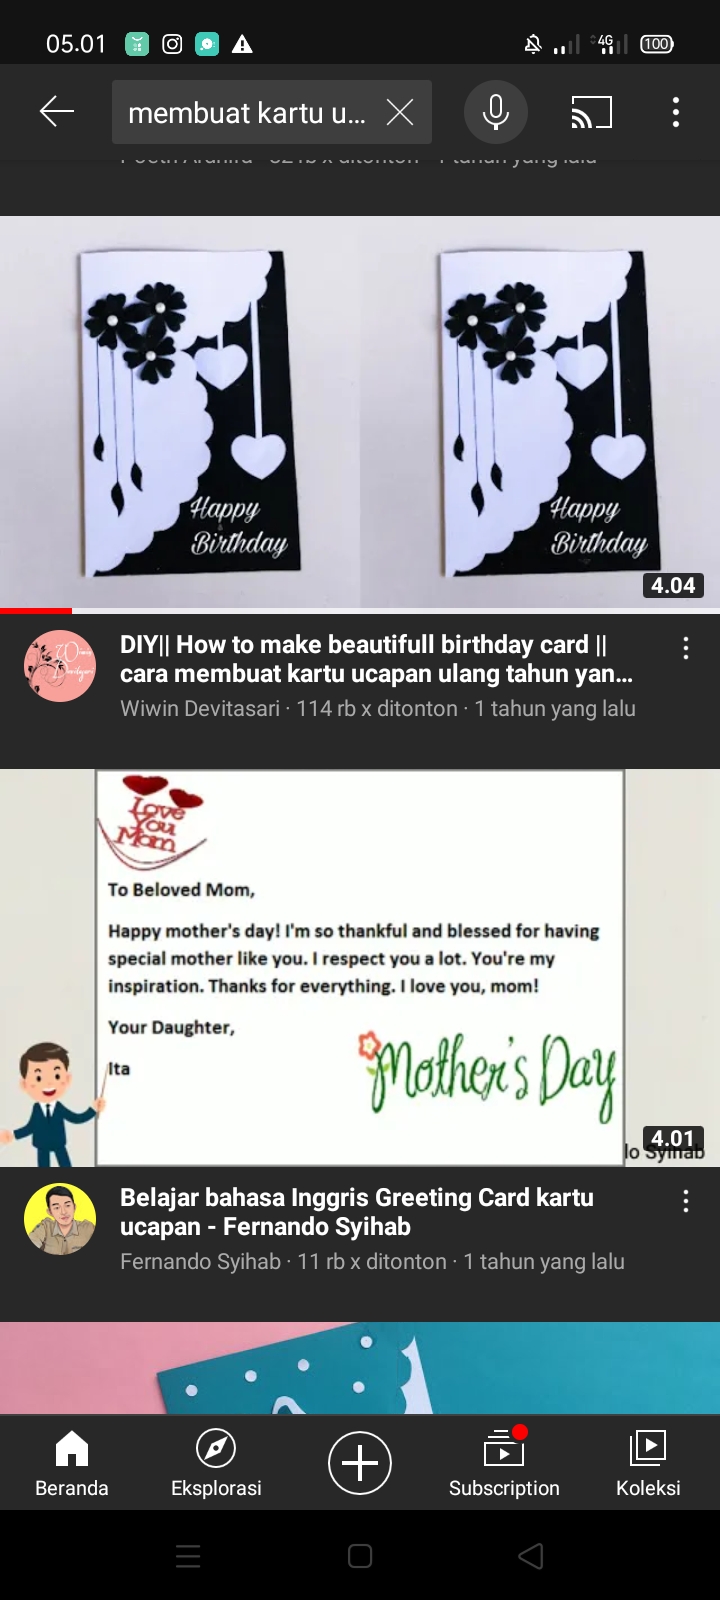 05.01
4G
100
membuat kartu u...
Happy
Birthday
Happy
Birthday
4.04
DIY|| How to make beautifull birthday card ||
cara membuat kartu ucapan ulang tahun yan...
Wiwin Devitasari · 114 rb x ditonton · 1 tahun yang lalu
Love
You
Mom
To Beloved Mom,
Happy mother's day! I'm so thankful and blessed for having
special mother like you. I respect you a lot. You're my
inspiration. Thanks for everything. I love you, mom!
Your Daughter,
Ita
Mother's Day
4.01
lo Syihab
Belajar bahasa Inggris Greeting Card kartu
ucapan - Fernando Syihab
Fernando Syihab · 11 rb x ditonton · 1 tahun yang lalu
Beranda
Eksplorasi
Subscription
Koleksi